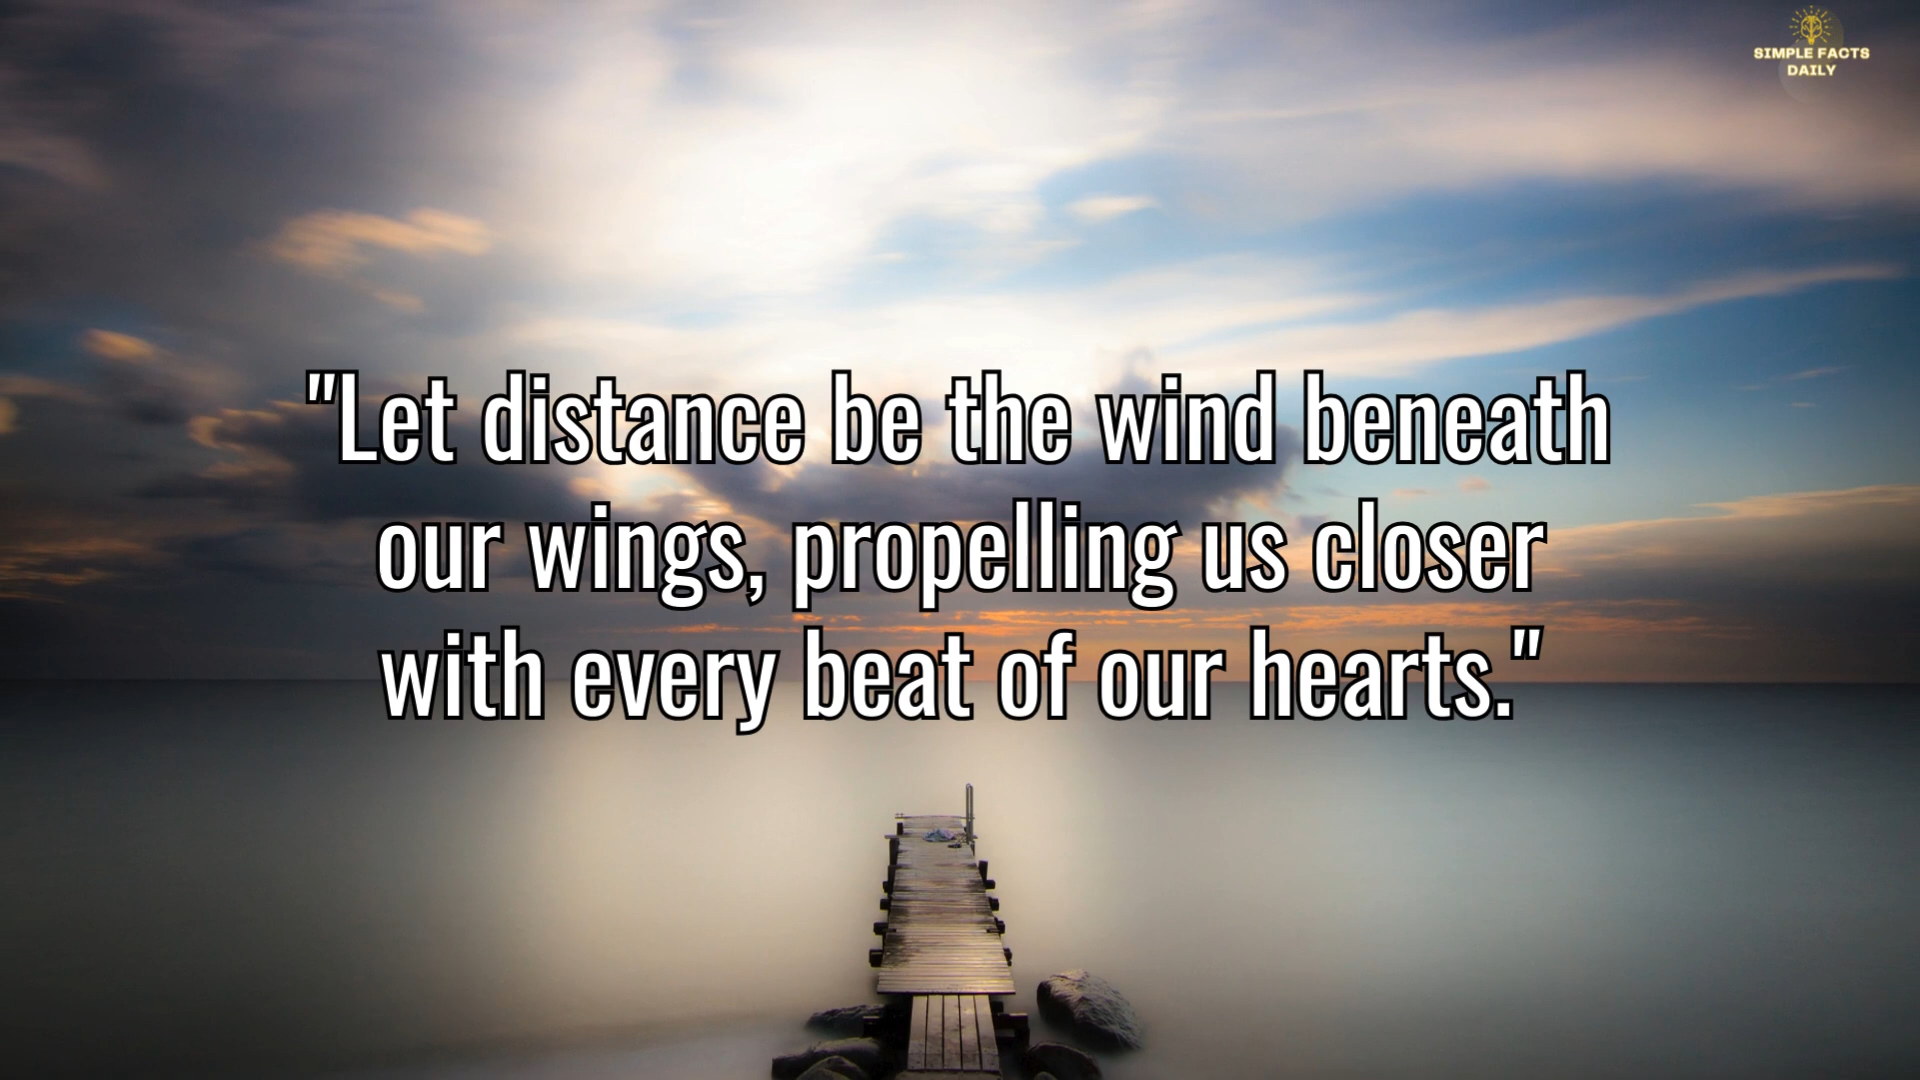 SIMPLE FACTS
DAILY
"Let distance be the wind beneath
our wings, propelling us closer
with every beat of our hearts."